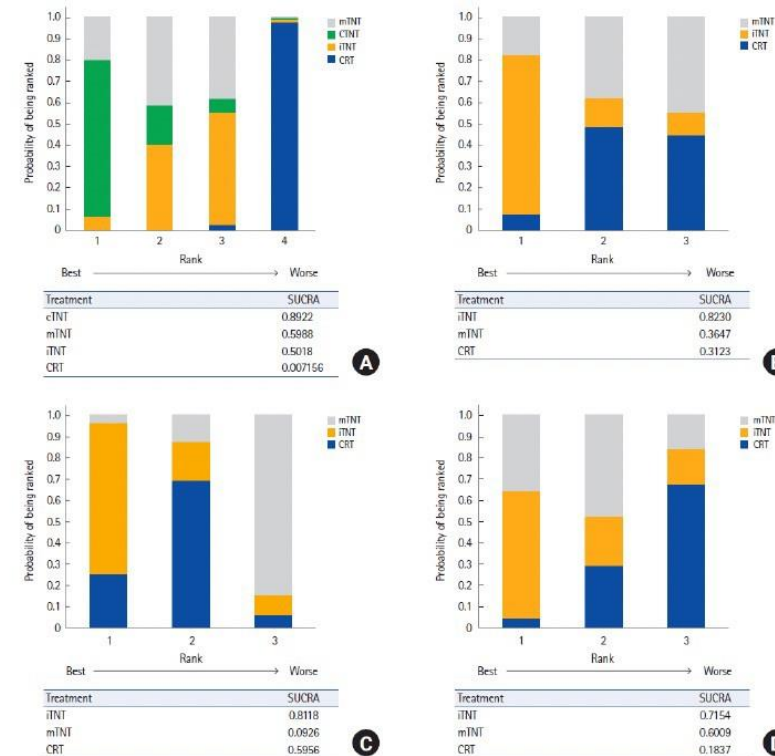 1.0
0.9
0.8
0.7
0.6
0.5
0.4
0.3
0.2
0.1
0
Probability of being ranked
mTNT
CTNT
iTNT
CRT
1 2 3 4
Rank
Best Worse
Treatment SUCRA
cTNT 0.8922
mTNT 0.5988
iTNT 0.5018
CRT 0.007156
A
1.0
0.9
0.8
0.7
0.6
0.5
0.4
0.3
0.2
0.1
0
Probability of being ranked
mTNT
iTNT
CRT
1 2 3
Rank
Best Worse
Treatment SUCRA
iTNT 0.8230
mTNT 0.3647
CRT 0.3123
1.0
0.9
0.8
0.7
0.6
0.5
0.4
0.3
0.2
0.1
0
Probability of being ranked
mTNT
iTNT
CRT
1 2 3
Rank
Best Worse
Treatment SUCRA
iTNT 0.8118
mTNT 0.0926
CRT 0.5956
C
1.0
0.9
0.8
0.7
0.6
0.5
0.4
0.3
0.2
0.1
0
Probability of being ranked
mTNT
iTNT
CRT
1 2 3
Rank
Best Worse
Treatment SUCRA
iTNT 0.7154
mTNT 0.6009
CRT 0.1837